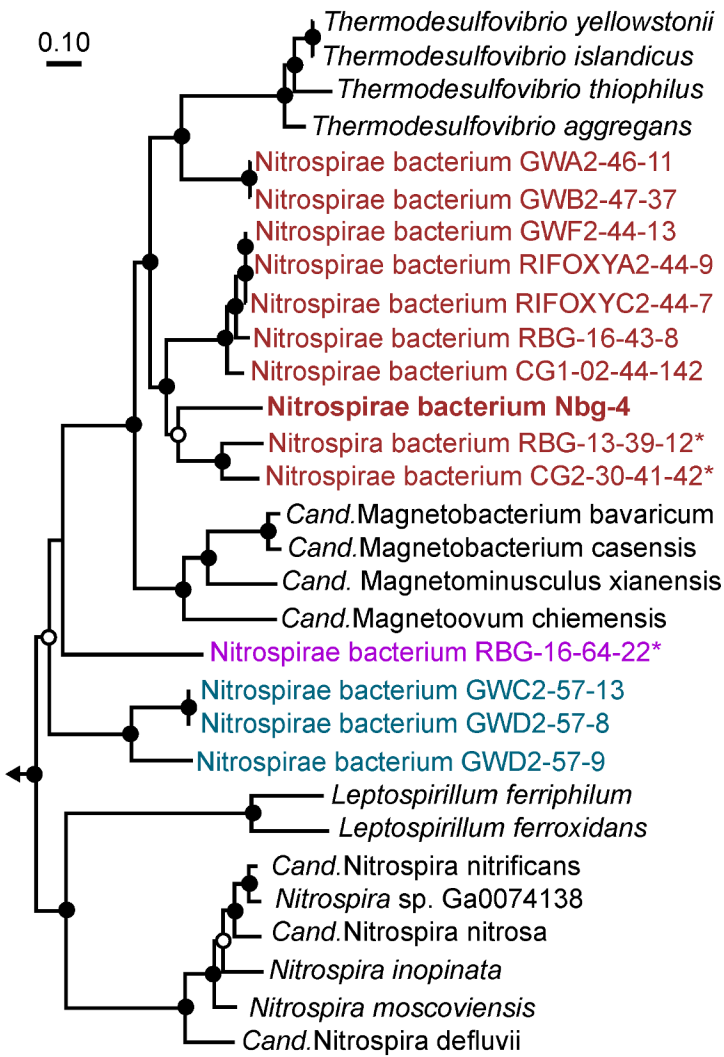 0.10
Thermodesulfovibrio yellowstonii
Thermodesulfovibrio islandicus
Thermodesulfovibrio thiophilus
Thermodesulfovibrio aggregans
Nitrospirae bacterium GWA2-46-11
Nitrospirae bacterium GWB2-47-37
Nitrospirae bacterium GWF2-44-13
Nitrospirae bacterium RIFOXYA2-44-9
Nitrospirae bacterium RIFOXYC2-44-7
Nitrospirae bacterium RBG-16-43-8
Nitrospirae bacterium CG1-02-44-142
Nitrospirae bacterium Nbg-4
Nitrospira bacterium RBG-13-39-12*
Nitrospirae bacterium CG2-30-41-42*
Cand.Magnetobacterium bavaricum
Cand.Magnetobacterium casensis
Cand. Magnetominusculus xianensis
Cand.Magnetoovum chiemensis
Nitrospirae bacterium RBG-16-64-22*
Nitrospirae bacterium GWC2-57-13
Nitrospirae bacterium GWD2-57-8
Nitrospirae bacterium GWD2-57-9
Leptospirillum ferriphilum
Leptospirillum ferroxidans
Cand.Nitrospira nitrificans
Nitrospira sp. Ga0074138
Cand.Nitrospira nitrosa
Nitrospira inopinata
Nitrospira moscoviensis
Cand.Nitrospira defluvii